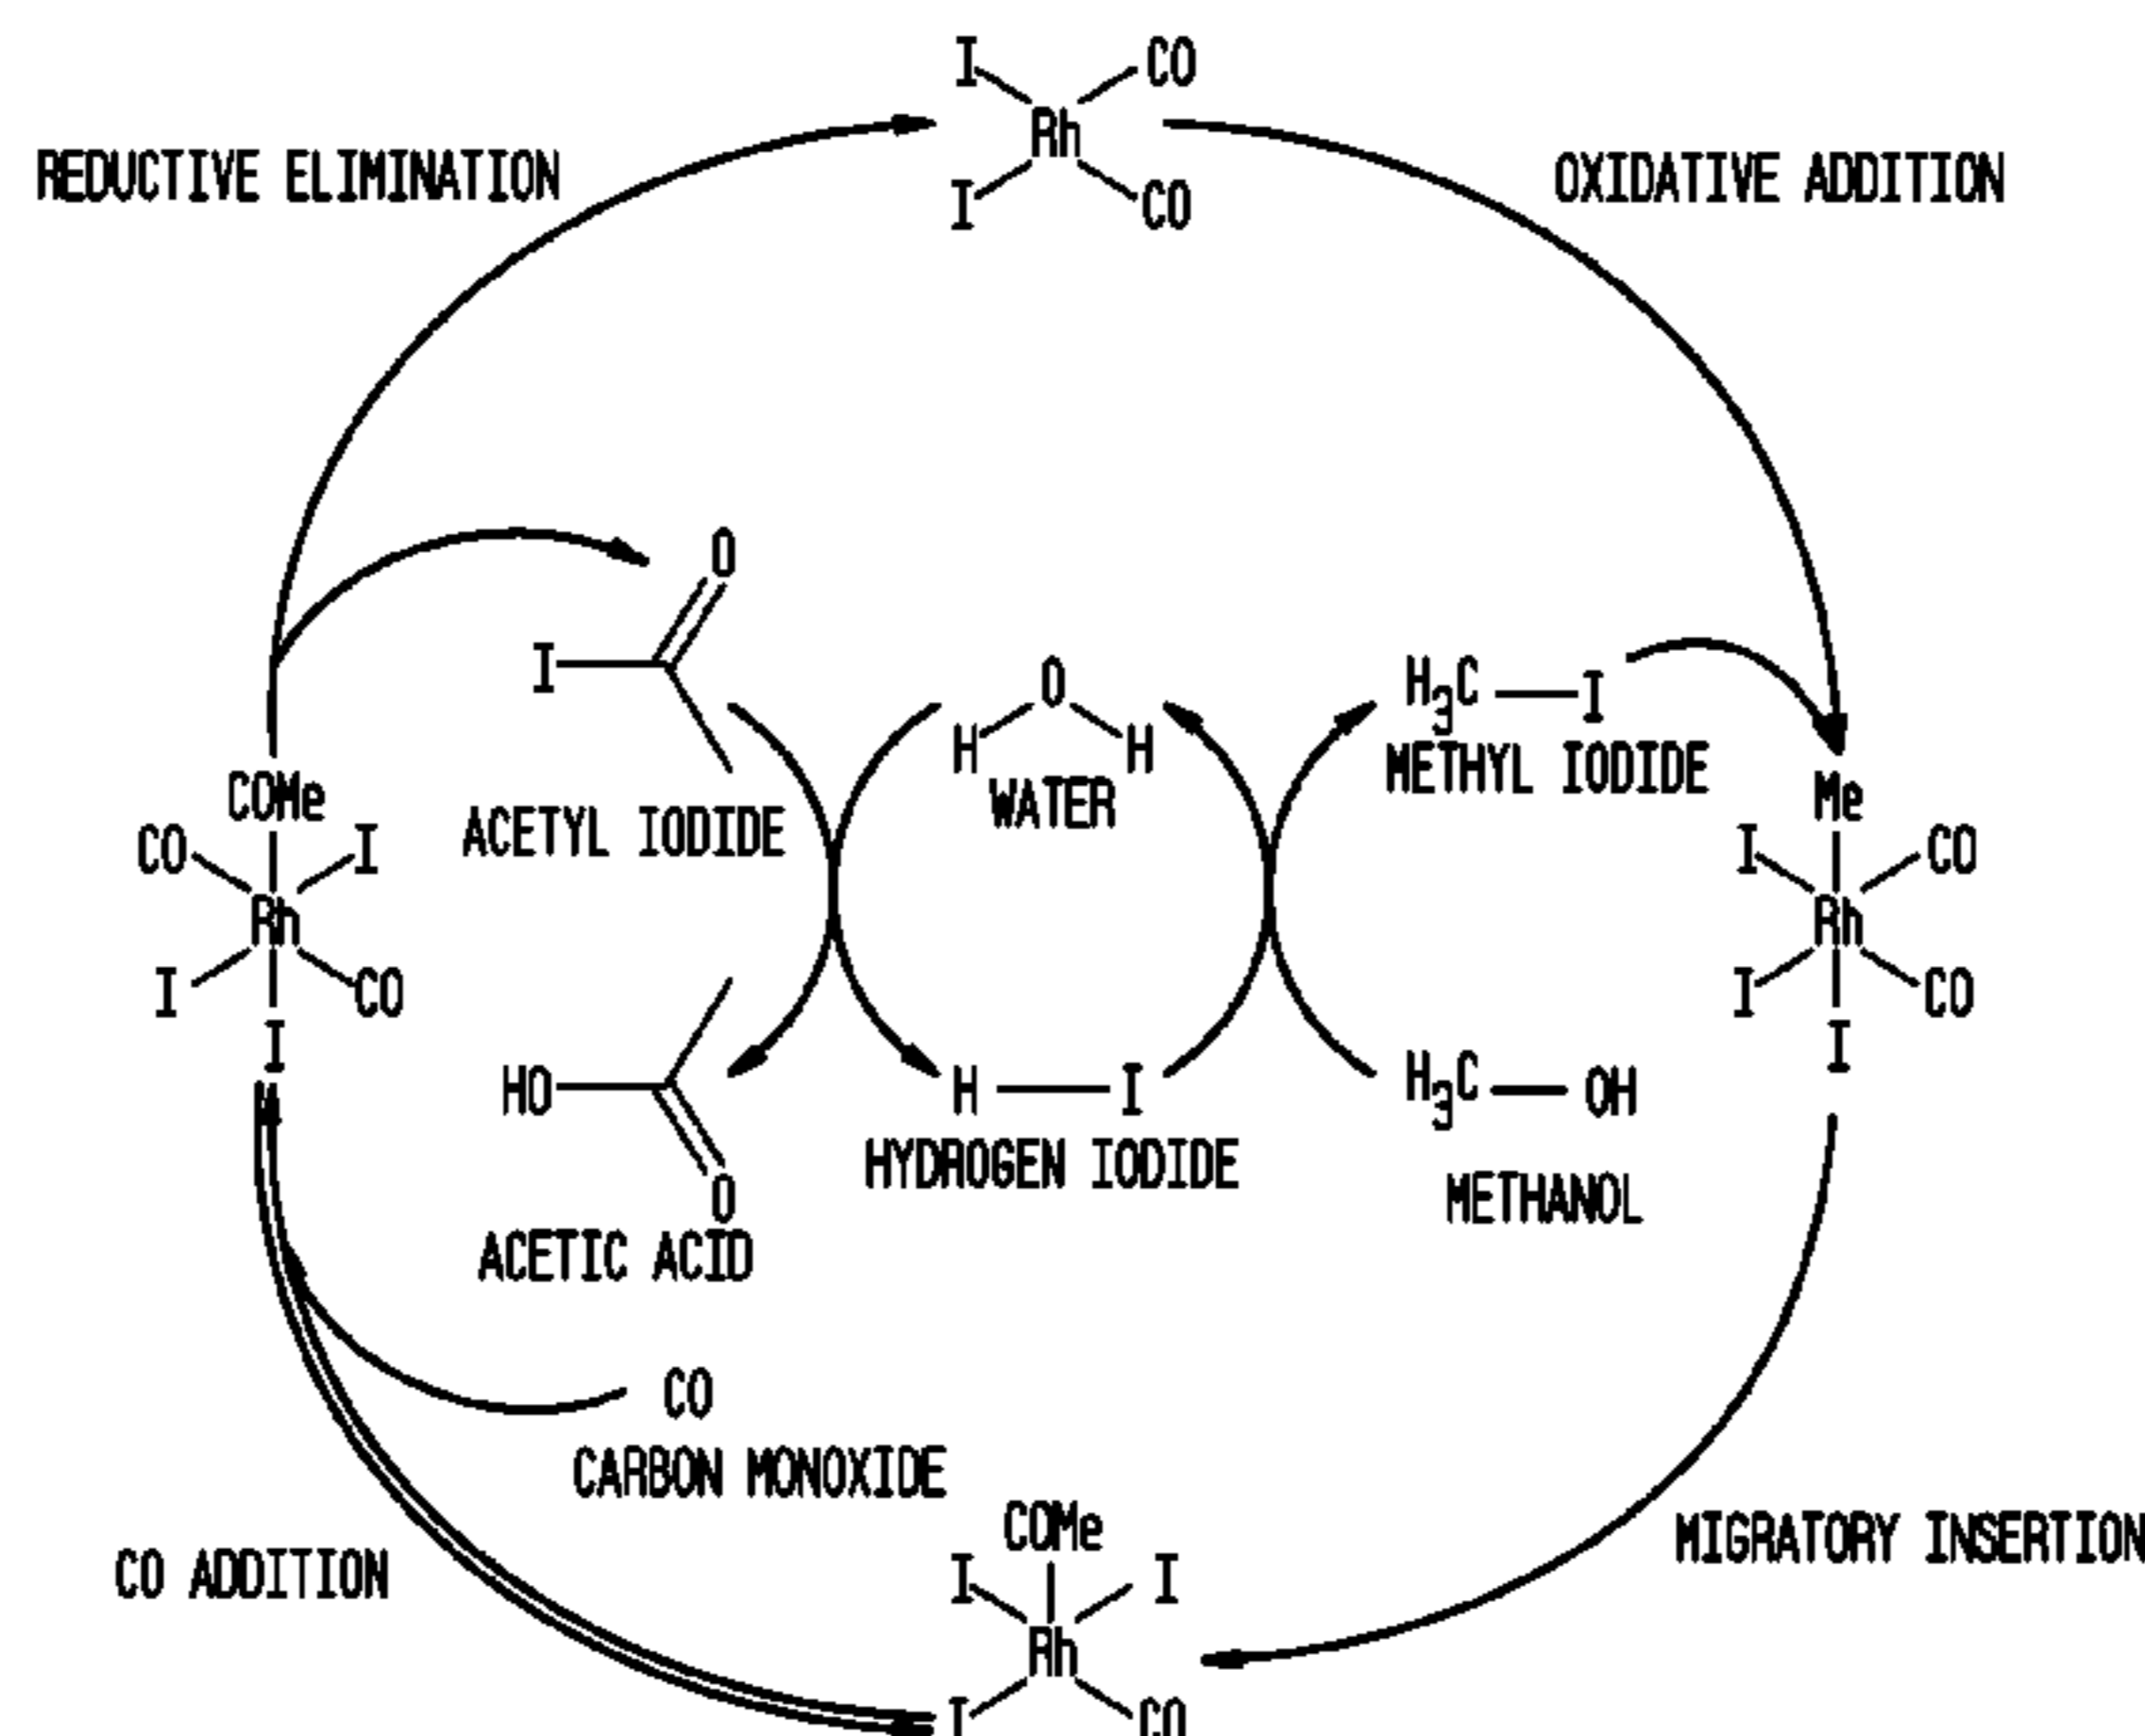 I CO
Rh
I CO
REDUCTIVE ELIMINATION
OXIDATIVE ADDITION
O
I
ACETYL IODIDE
O
H H
WATER
H3C I
METHYL IODIDE
COMe
CO I
Rh
I CO
I
Me
I CO
Rh
I CO
I
HO
O
ACETIC ACID
H I
HYDROGEN IODIDE
H3C OH
METHANOL
CO
CARBON MONOXIDE
CO ADDITION
MIGRATORY INSERTION
COMe
I I
Rh
I CO